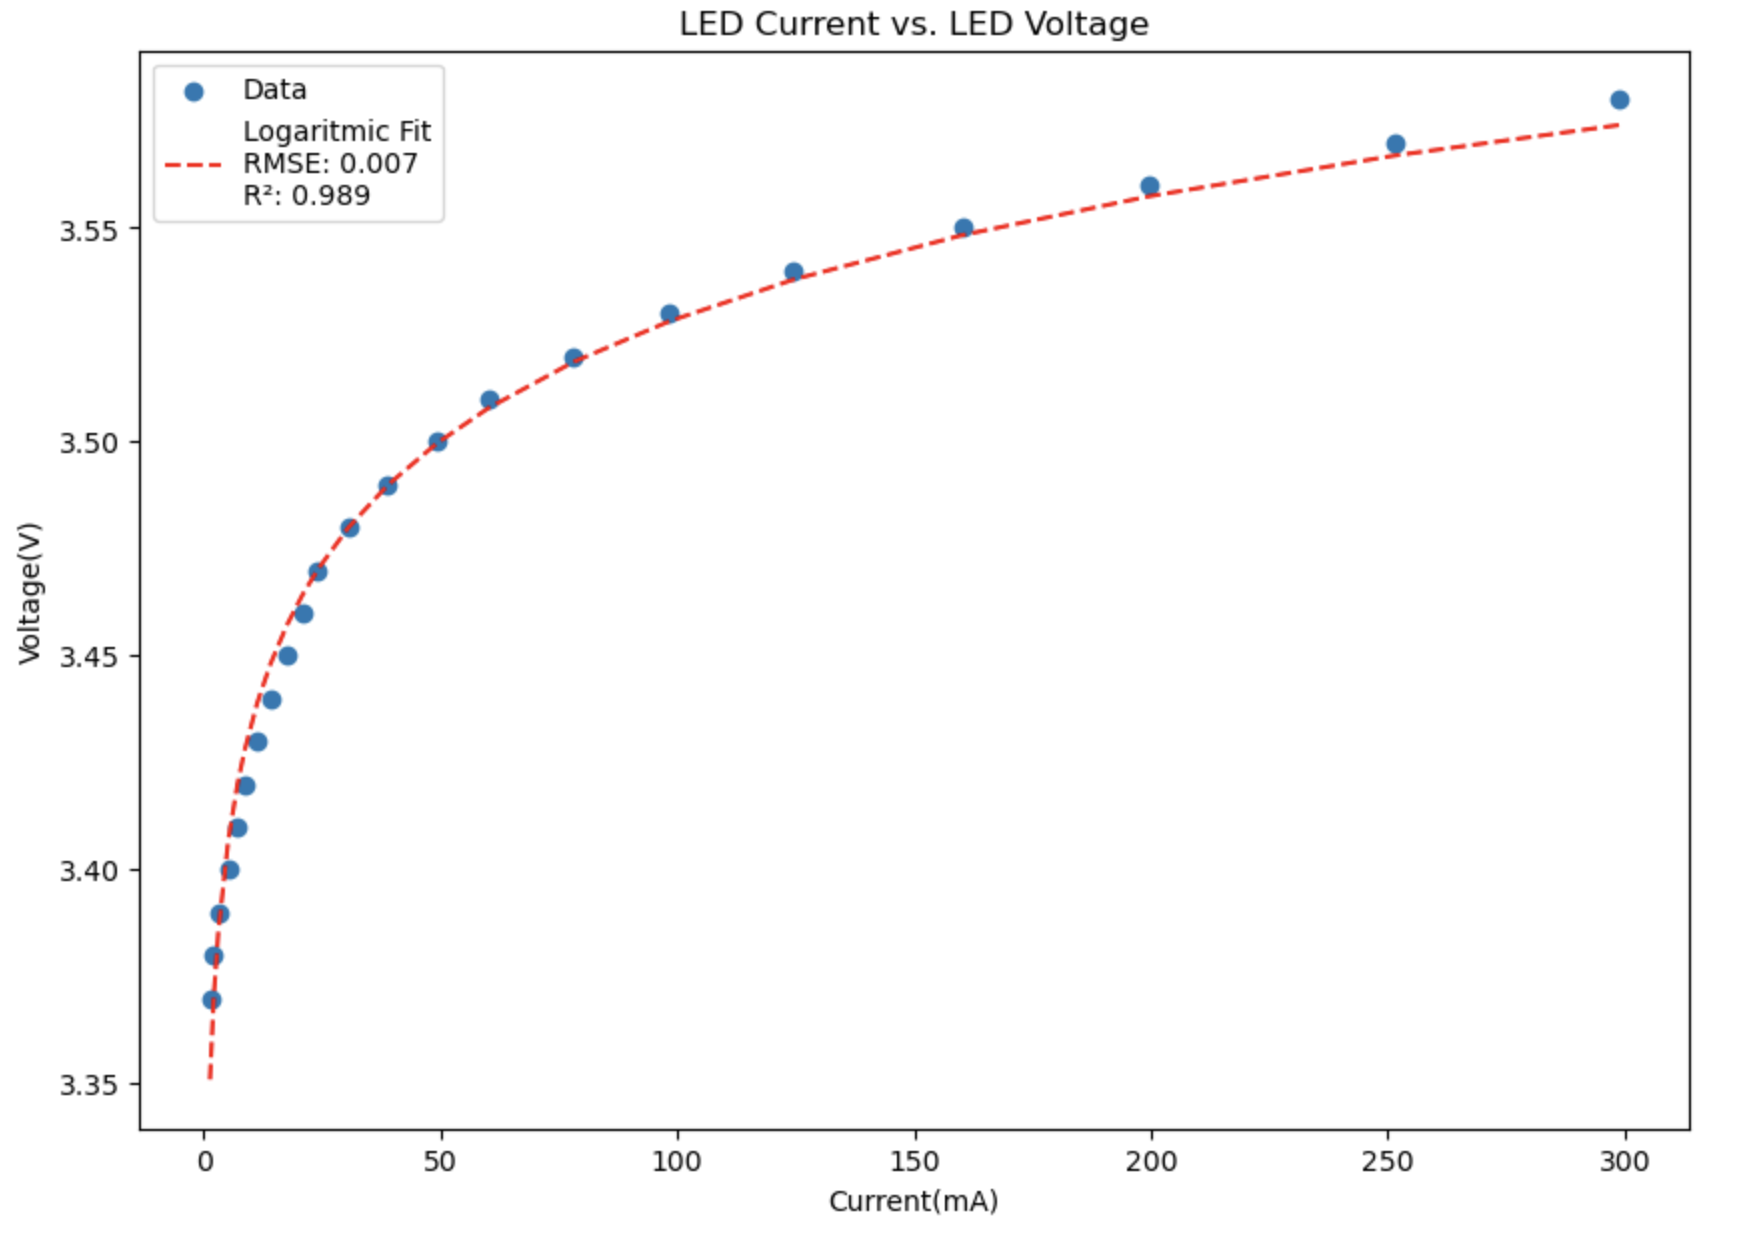 LED Current vs. LED Voltage
Data
Logaritmic Fit
RMSE: 0.007
R²: 0.989
3.55
3.50
3.45
3.40
3.35
Voltage(V)
0 50 100 150 200 250 300
Current(mA)